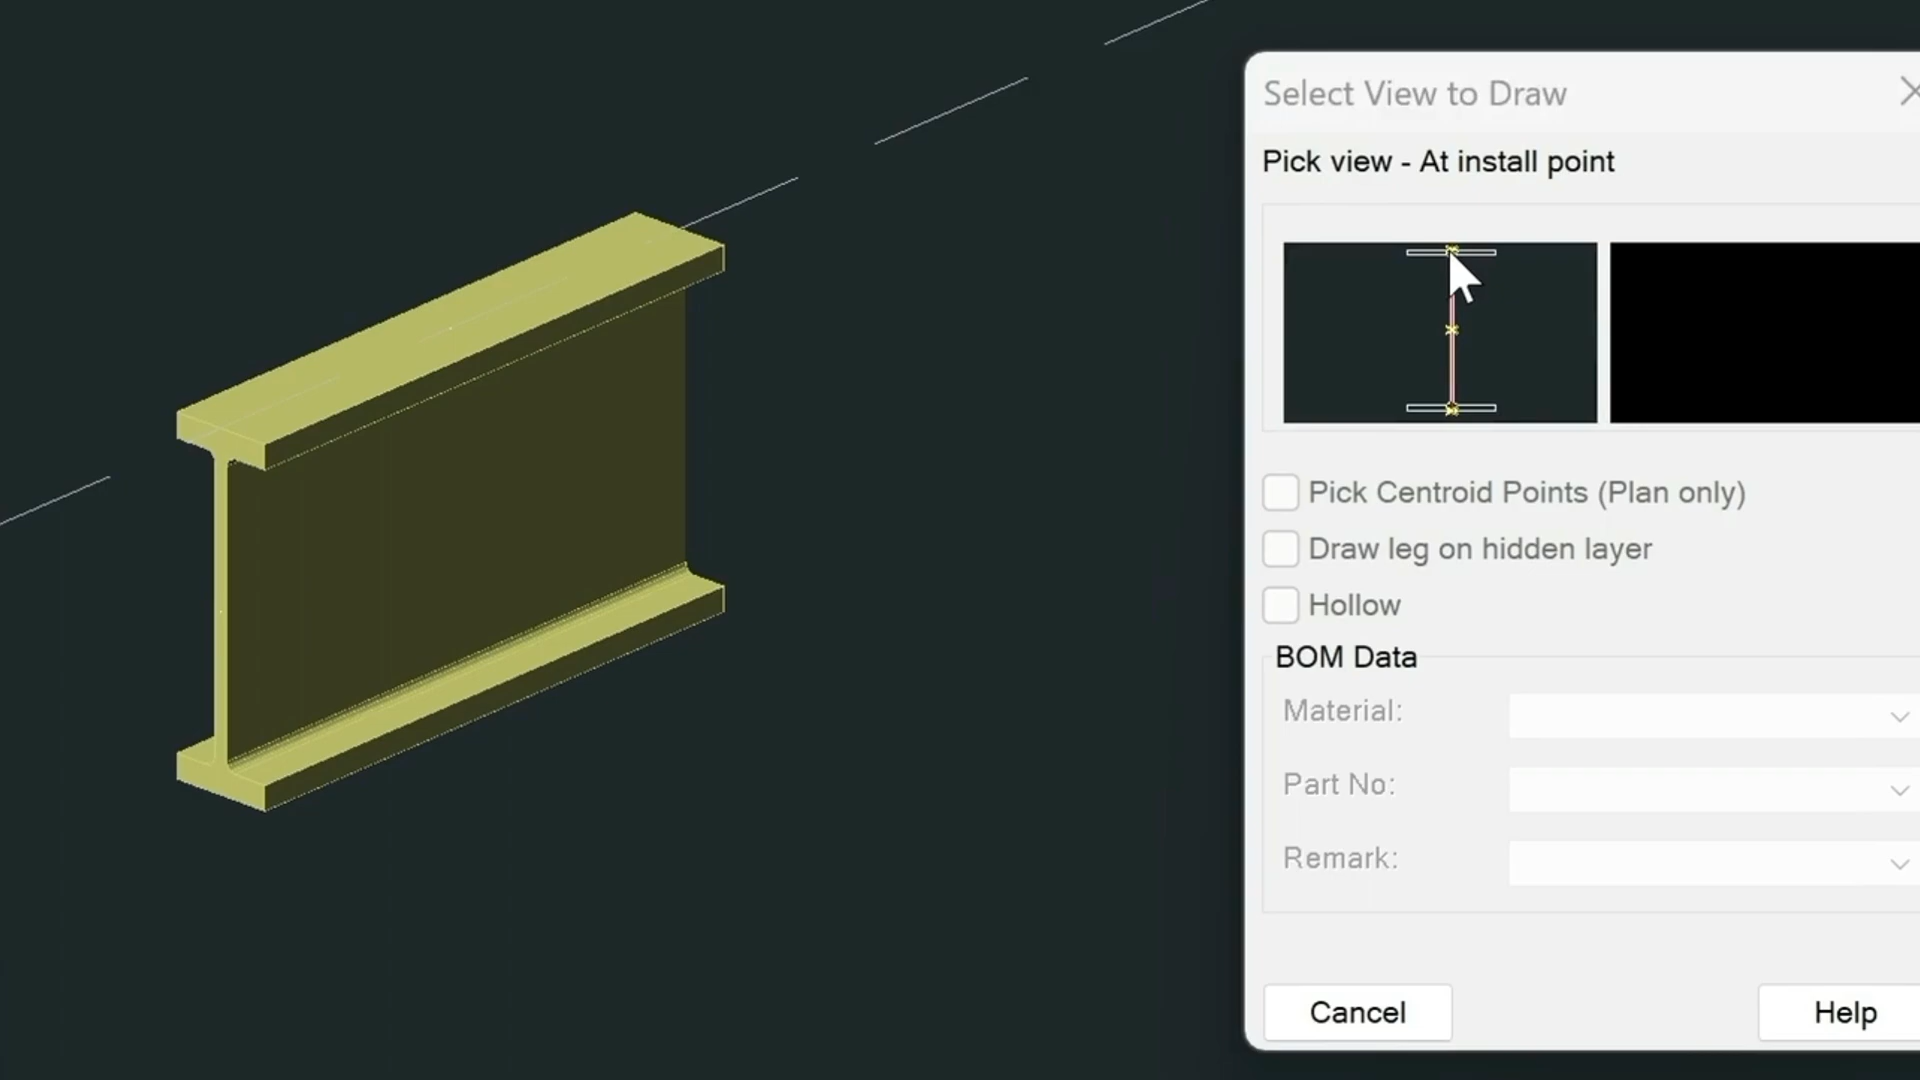 Select View to Draw
Pick view - At install point
Pick Centroid Points (Plan only)
Draw leg on hidden layer
Hollow
BOM Data
Material:
Part No:
Remark:
Cancel
Help